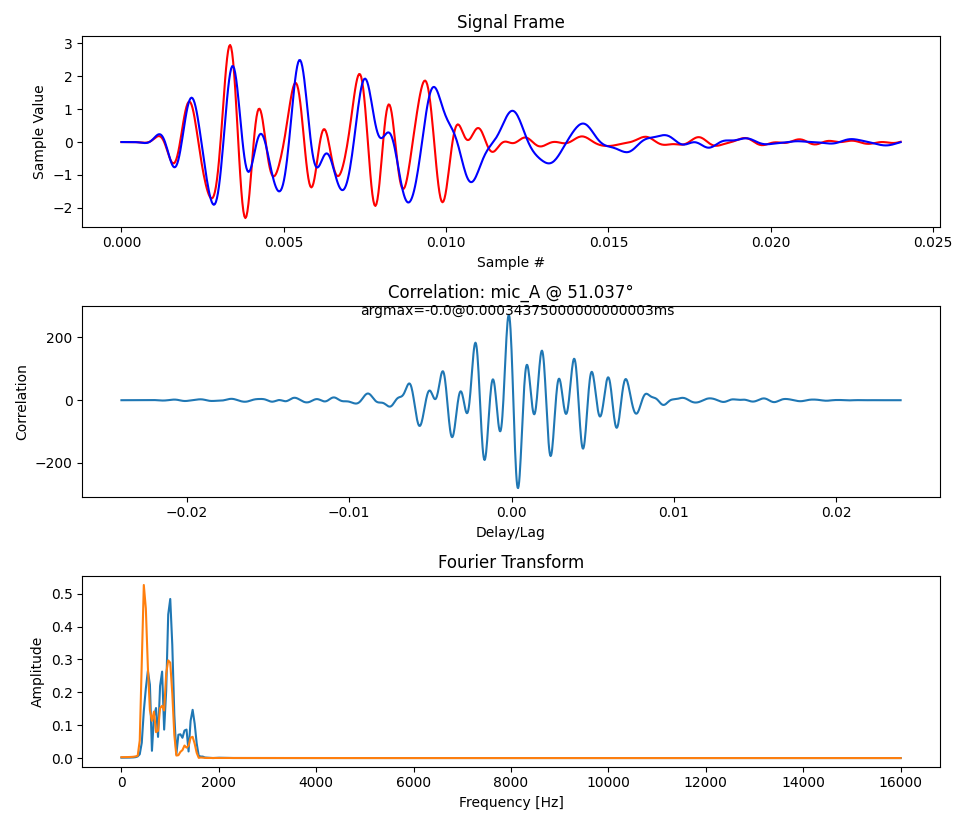 Signal Frame
Sample Value
3
2
1
0
−1
−2
0.000 0.005 0.010 0.015 0.020 0.025
Sample #
Correlation: mic_A @ 51.037°
argmax=-0.0@0.00034375000000000003ms
Correlation
200
0
−200
−0.02 −0.01 0.00 0.01 0.02
Delay/Lag
Fourier Transform
Amplitude
0.5
0.4
0.3
0.2
0.1
0.0
0 2000 4000 6000 8000 10000 12000 14000 16000
Frequency [Hz]